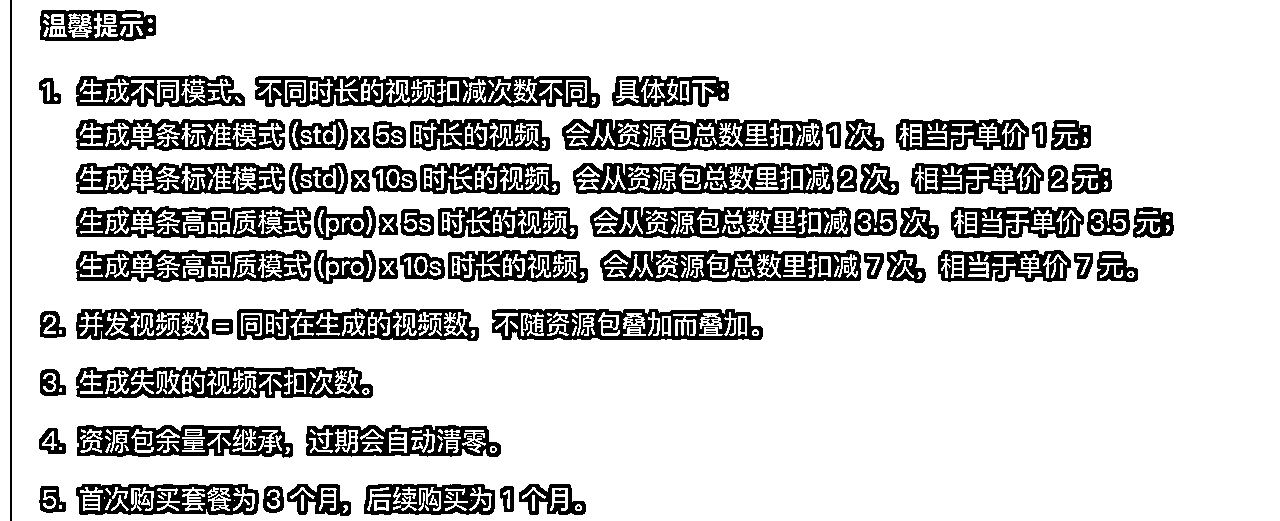 温馨提示：
1. 生成不同模式、不同时长的视频扣减次数不同，具体如下：
生成单条标准模式 (std) x 5s 时长的视频，会从资源包总数里扣减 1 次，相当于单价 1 元；
生成单条标准模式 (std) x 10s 时长的视频，会从资源包总数里扣减 2 次，相当于单价 2 元；
生成单条高品质模式 (pro) x 5s 时长的视频，会从资源包总数里扣减 3.5 次，相当于单价 3.5 元；
生成单条高品质模式 (pro) x 10s 时长的视频，会从资源包总数里扣减 7 次，相当于单价 7 元。
2. 并发视频数 = 同时在生成的视频数，不随资源包叠加而叠加。
3. 生成失败的视频不扣次数。
4. 资源包余量不继承，过期会自动清零。
5. 首次购买套餐为 3 个月，后续购买为 1 个月。